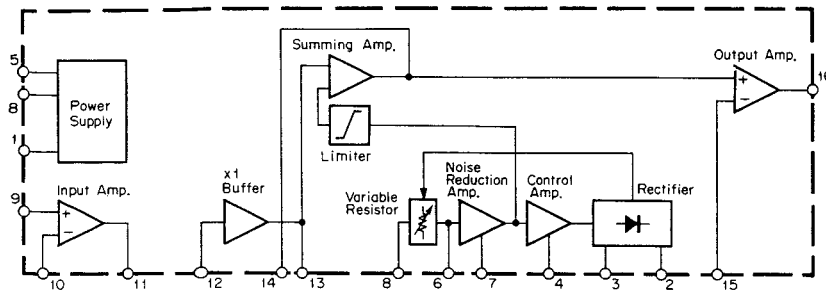 Summing Amp.
Output Amp.
16
5
8
1
Power
Supply
+
−
Limiter
x1
Buffer
Noise
Reduction
Amp.
Control
Amp.
Rectifier
Variable
Resistor
9
Input Amp.
+
−
10
11
12
14
13
8
6
7
4
3
2
15